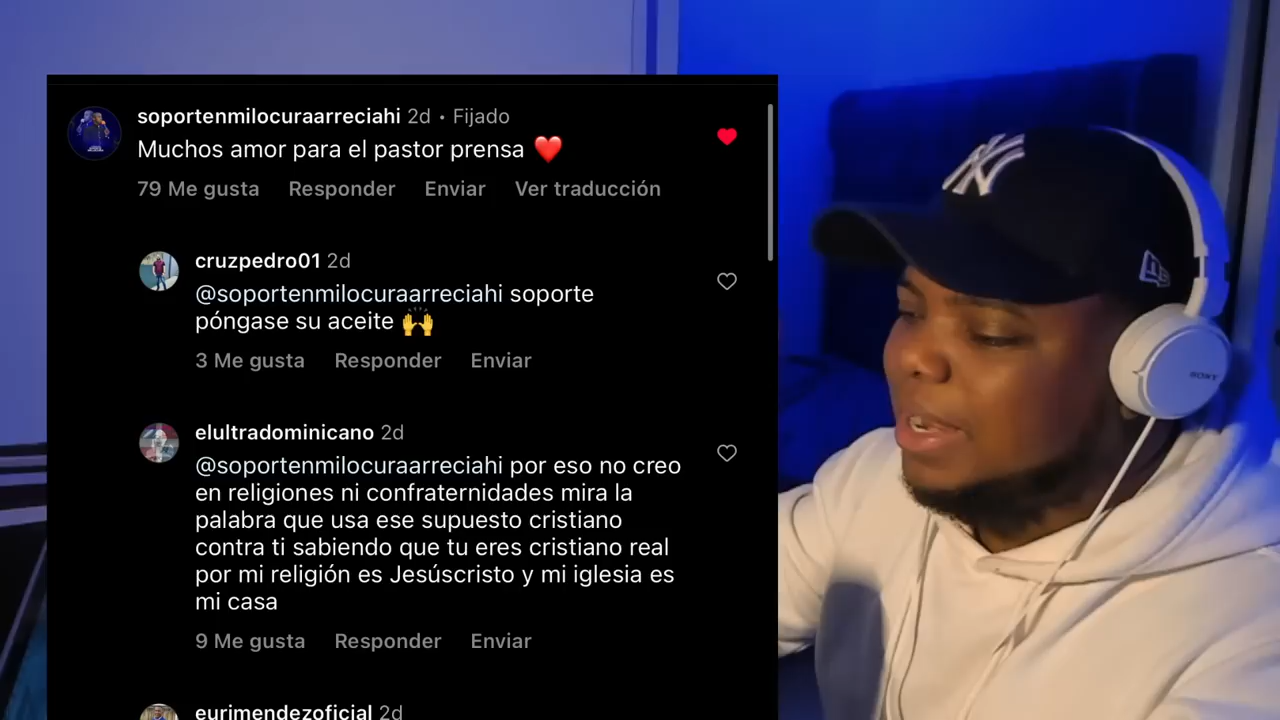 soportenmilocuraarreciahi 2d • Fijado
Muchos amor para el pastor prensa ❤️
79 Me gusta Responder Enviar Ver traducción
cruzpedro01 2d
@soportenmilocuraarreciahi soporte
póngase su aceite 🙌
3 Me gusta Responder Enviar
elultradominicano 2d
@soportenmilocuraarreciahi por eso no creo
en religiones ni confraternidades mira la
palabra que usa ese supuesto cristiano
contra ti sabiendo que tu eres cristiano real
por mi religión es Jesúscristo y mi iglesia es
mi casa
9 Me gusta Responder Enviar
eurimendezoficial 2d
NY
NE
SONY